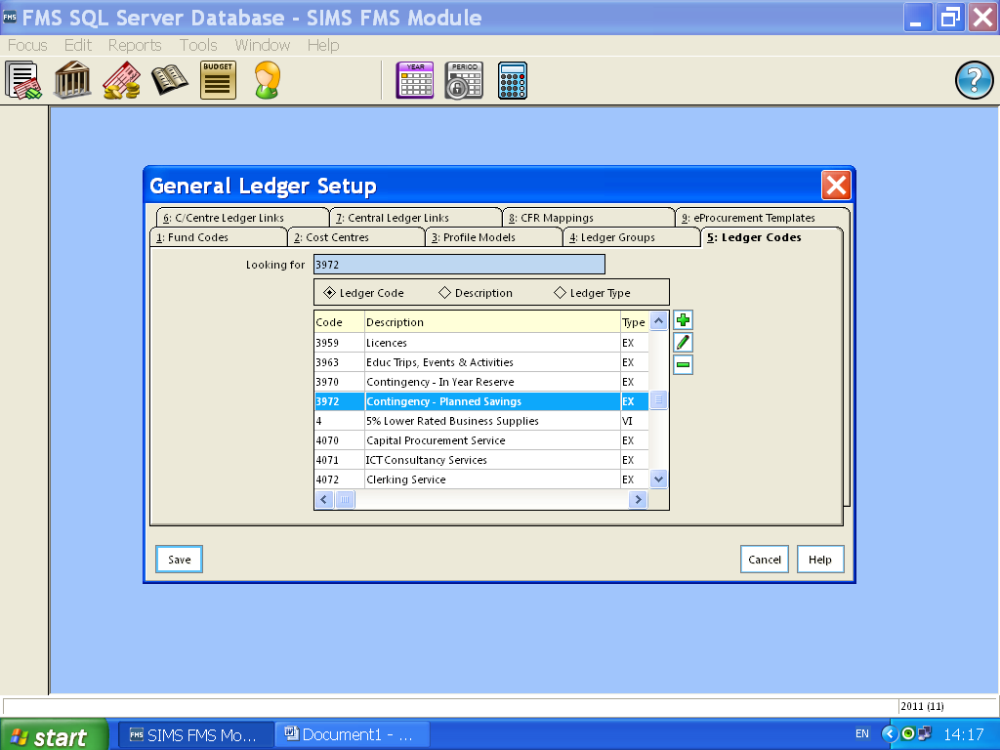 FMS FMS SQL Server Database - SIMS FMS Module
Focus Edit Reports Tools Window Help
BUDGET YEAR PERIOD ?
General Ledger Setup
6: C/Centre Ledger Links 7: Central Ledger Links 8: CFR Mappings 9: eProcurement Templates
1: Fund Codes 2: Cost Centres 3: Profile Models 4: Ledger Groups 5: Ledger Codes
Looking for 3972
Ledger Code Description Ledger Type
Code Description Type
3959 Licences EX
3963 Educ Trips, Events & Activities EX
3970 Contingency - In Year Reserve EX
3972 Contingency - Planned Savings EX
4 5% Lower Rated Business Supplies VI
4070 Capital Procurement Service EX
4071 ICT Consultancy Services EX
4072 Clerking Service EX
Save Cancel Help
2011 (11)
start FMS SIMS FMS Mo... Document1 - ... EN 14:17